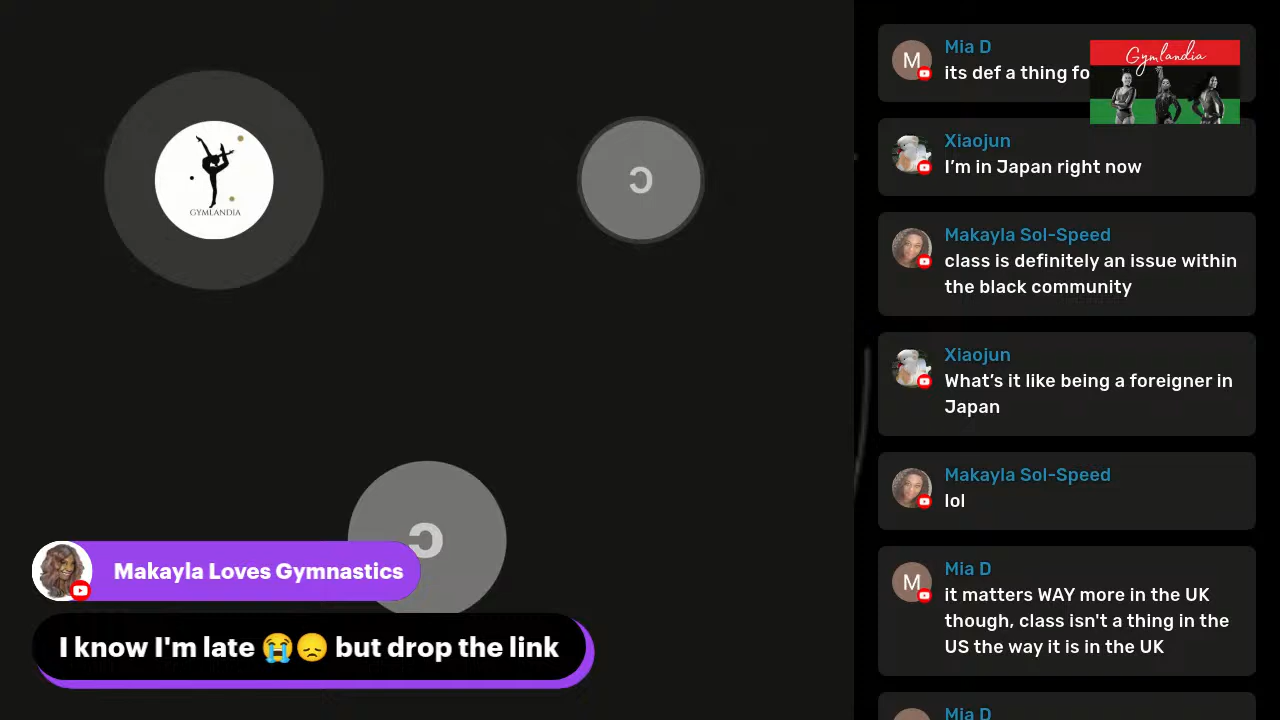 GYMLANDIA
Makayla Loves Gymnastics
I know I'm late 😭😞 but drop the link
M
Mia D
its def a thing fo
Gymlandia
Xiaojun
I’m in Japan right now
Makayla Sol-Speed
class is definitely an issue within
the black community
Xiaojun
What’s it like being a foreigner in
Japan
Makayla Sol-Speed
lol
M
Mia D
it matters WAY more in the UK
though, class isn't a thing in the
US the way it is in the UK
Mia D